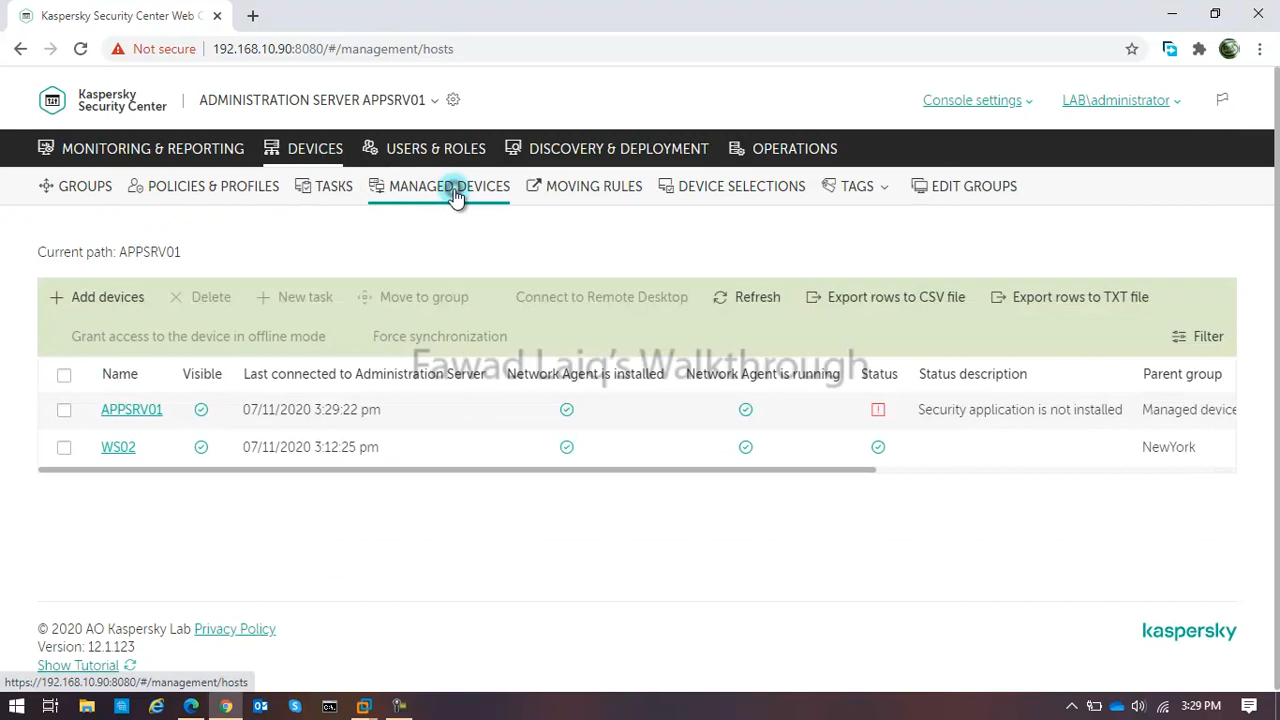 Kaspersky Security Center Web C
Not secure
192.168.10.90:8080/#/management/hosts
Kaspersky
Security Center
ADMINISTRATION SERVER APPSRV01
Console settings
LAB\administrator
MONITORING & REPORTING
DEVICES
USERS & ROLES
DISCOVERY & DEPLOYMENT
OPERATIONS
GROUPS
POLICIES & PROFILES
TASKS
MANAGED DEVICES
MOVING RULES
DEVICE SELECTIONS
TAGS
EDIT GROUPS
Current path: APPSRV01
Add devices
Delete
New task
Move to group
Connect to Remote Desktop
Refresh
Export rows to CSV file
Export rows to TXT file
Grant access to the device in offline mode
Force synchronization
Filter
Fawad Laiq's Walkthrough
Name
Visible
Last connected to Administration Server
Network Agent is installed
Network Agent is running
Status
Status description
Parent group
APPSRV01
07/11/2020 3:29:22 pm
Security application is not installed
Managed device
WS02
07/11/2020 3:12:25 pm
NewYork
© 2020 AO Kaspersky Lab Privacy Policy
Version: 12.1.123
Show Tutorial
kaspersky
https://192.168.10.90:8080/#/management/hosts
3:29 PM